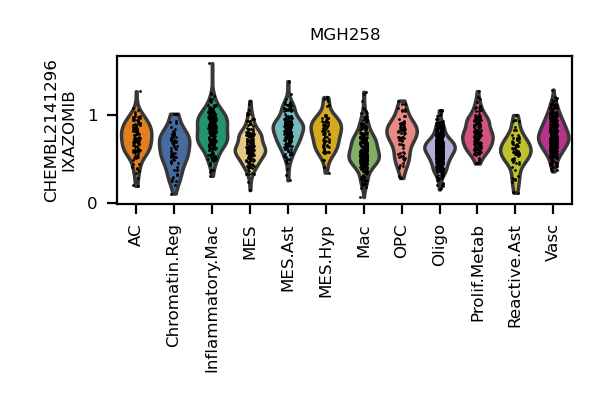 MGH258
CHEMBL2141296
IXAZOMIB
1
0
AC
Chromatin.Reg
Inflammatory.Mac
MES
MES.Ast
MES.Hyp
Mac
OPC
Oligo
Prolif.Metab
Reactive.Ast
Vasc